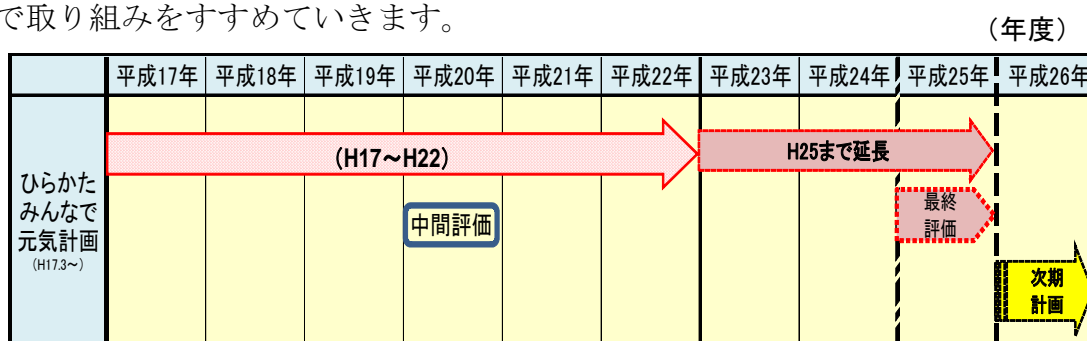 で取り組みをすすめていきます。
（年度）
平成17年 平成18年 平成19年 平成20年 平成21年 平成22年 平成23年 平成24年 平成25年 平成26年
ひらかた
みんなで
元気計画
（H17.3～）
（H17～H22）
H25まで延長
中間評価
最終
評価
次期
計画